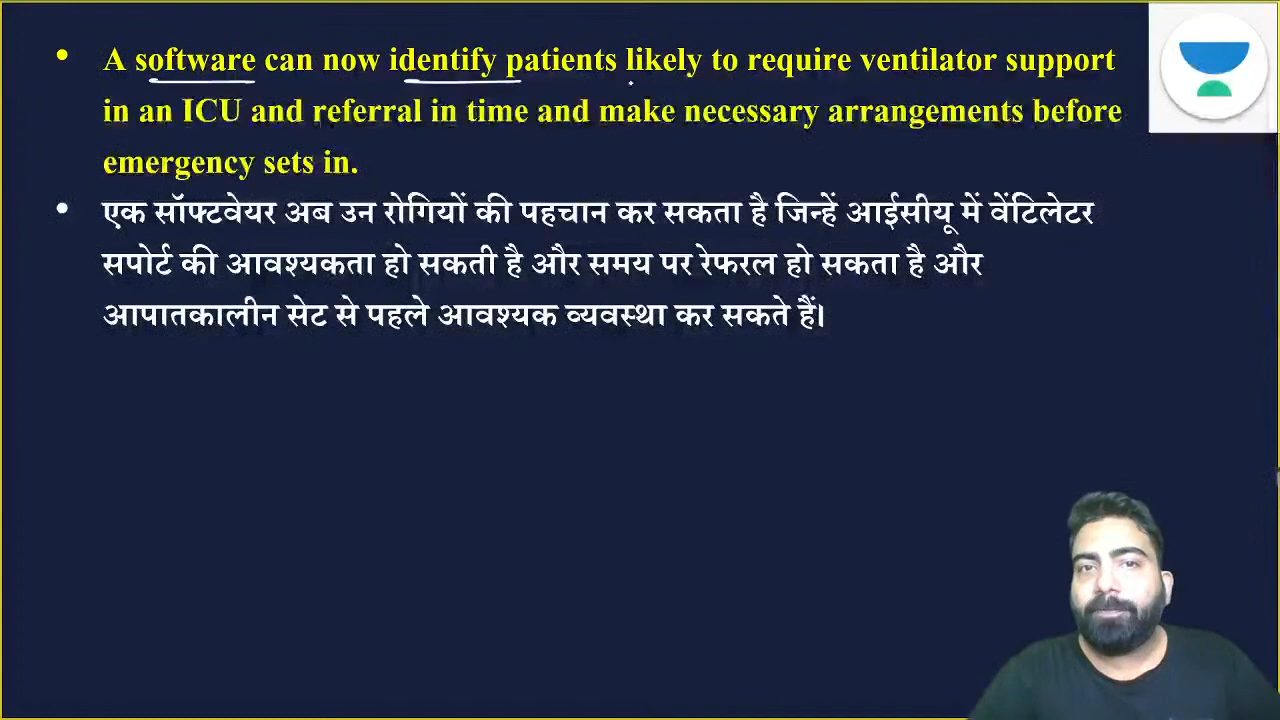 • A software can now identify patients likely to require ventilator support
in an ICU and referral in time and make necessary arrangements before
emergency sets in.
• एक सॉफ्टवेयर अब उन रोगियों की पहचान कर सकता है जिन्हें आईसीयू में वेंटिलेटर
सपोर्ट की आवश्यकता हो सकती है और समय पर रेफरल हो सकता है और
आपातकालीन सेट से पहले आवश्यक व्यवस्था कर सकते हैं।